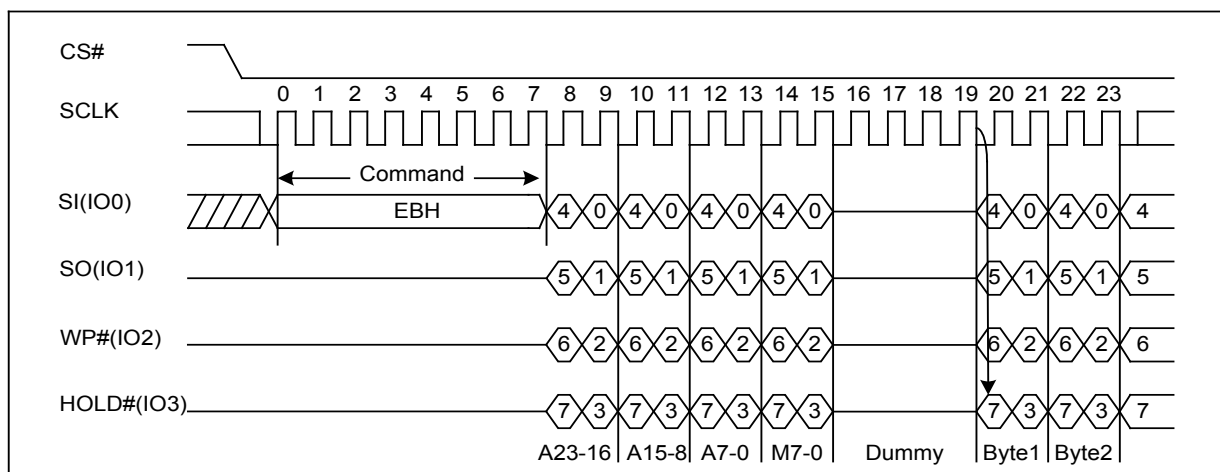 CS#
SCLK
0 1 2 3 4 5 6 7 8 9 10 11 12 13 14 15 16 17 18 19 20 21 22 23
Command
SI(IO0)
EBH
4 0 4 0 4 0 4 0 4 0 4 0 4
SO(IO1)
5 1 5 1 5 1 5 1 5 1 5 1 5
WP#(IO2)
6 2 6 2 6 2 6 2 6 2 6 2 6
HOLD#(IO3)
7 3 7 3 7 3 7 3 7 3 7 3 7
A23-16 A15-8 A7-0 M7-0 Dummy Byte1 Byte2